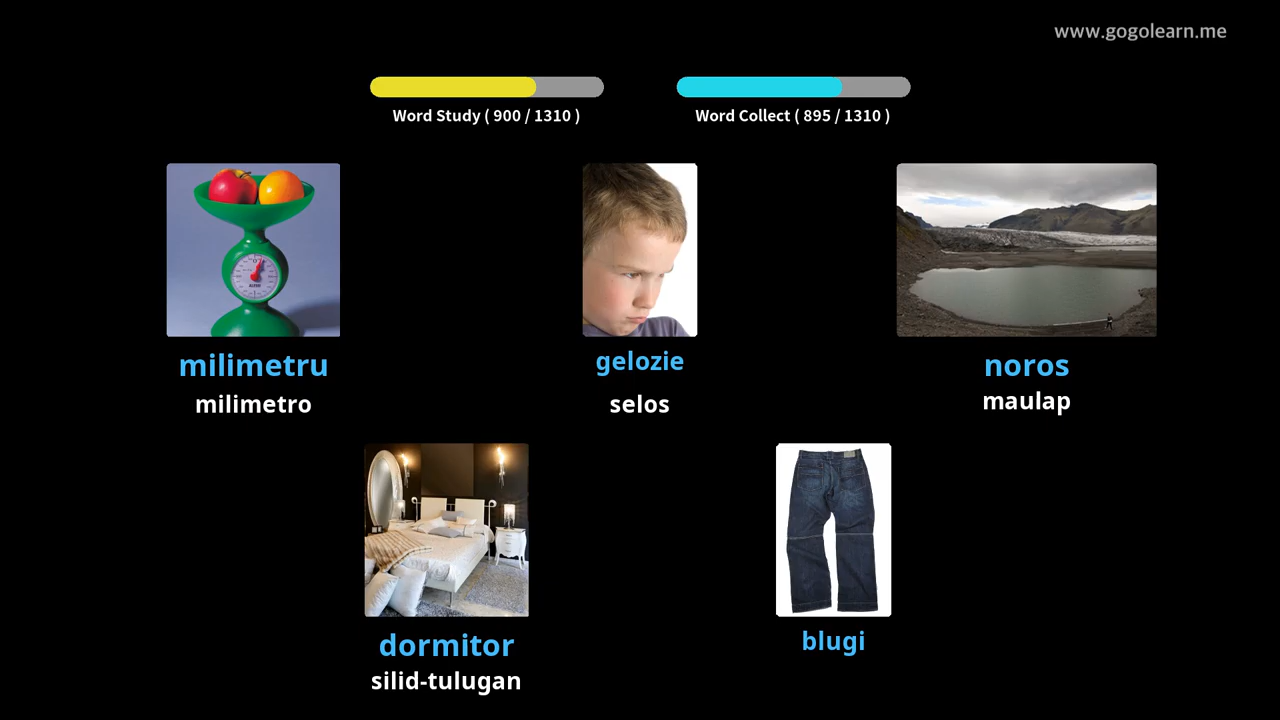 www.gogolearn.me
Word Study ( 900 / 1310 )
Word Collect ( 895 / 1310 )
milimetru
milimetro
gelozie
selos
noros
maulap
dormitor
silid-tulugan
blugi